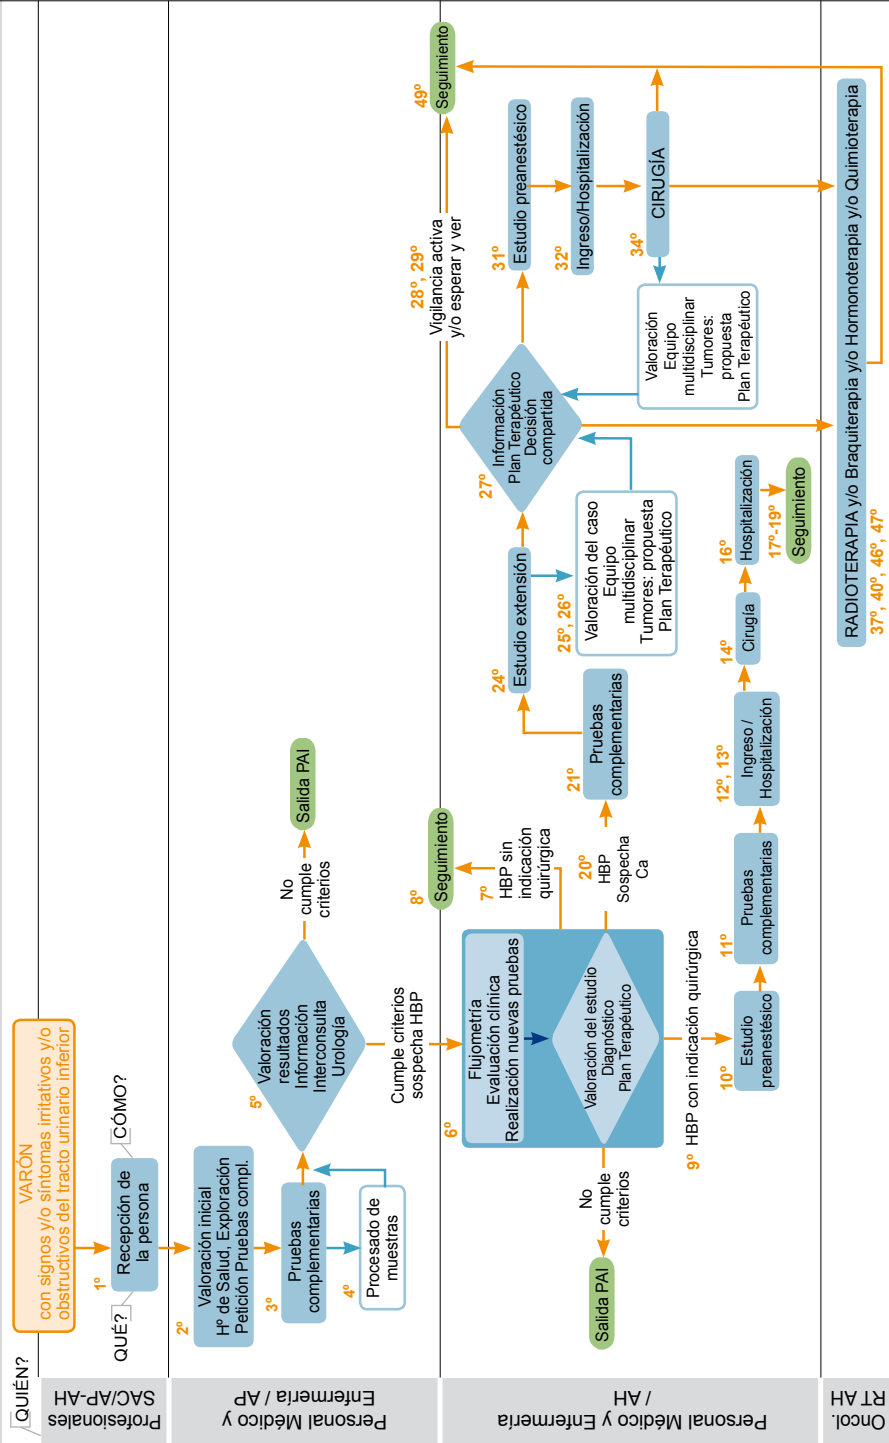 QUIÉN?
VARÓN
con signos y/o síntomas irritativos y/o
obstructivos del tracto urinario inferior
Profesionales
SAC/AP-AH
QUÉ?
1º
Recepción de
la persona
CÓMO?
Personal Médico y
Enfermería / AP
2º
Valoración inicial
Hº de Salud, Exploración
Petición Pruebas compl.
3º
Pruebas
complementarias
4º
Procesado de
muestras
5º
Valoración
resultados
Información
Interconsulta
Urología
No
cumple
criterios
Salida PAI
Cumple criterios
sospecha HBP
Personal Médico y Enfermería
/ AH
6º
Flujometría
Evaluación clínica
Realización nuevas pruebas
Valoración del estudio
Diagnóstico
Plan Terapéutico
No
cumple
criterios
Salida PAI
7º
HBP sin
indicación
quirúrgica
8º
Seguimiento
9º HBP con indicación quirúrgica
10º
Estudio
preanestésico
11º
Pruebas
complementarias
12º, 13º
Ingreso /
Hospitalización
14º
Cirugía
16º
Hospitalización
17º-19º
Seguimiento
20º
HBP
Sospecha
Ca
21º
Pruebas
complementarias
24º
Estudio extensión
25º, 26º
Valoración del caso
Equipo
multidisciplinar
Tumores: propuesta
Plan Terapéutico
27º
Información
Plan Terapéutico
Decisión
compartida
28º, 29º
Vigilancia activa
y/o esperar y ver
49º
Seguimiento
31º
Estudio preanestésico
32º
Ingreso/Hospitalización
34º
CIRUGÍA
Valoración
Equipo
multidisciplinar
Tumores:
propuesta
Plan Terapéutico
Oncol.
RT AH
RADIOTERAPIA y/o Braquiterapia y/o Hormonoterapia y/o Quimioterapia
37º, 40º, 46º, 47º